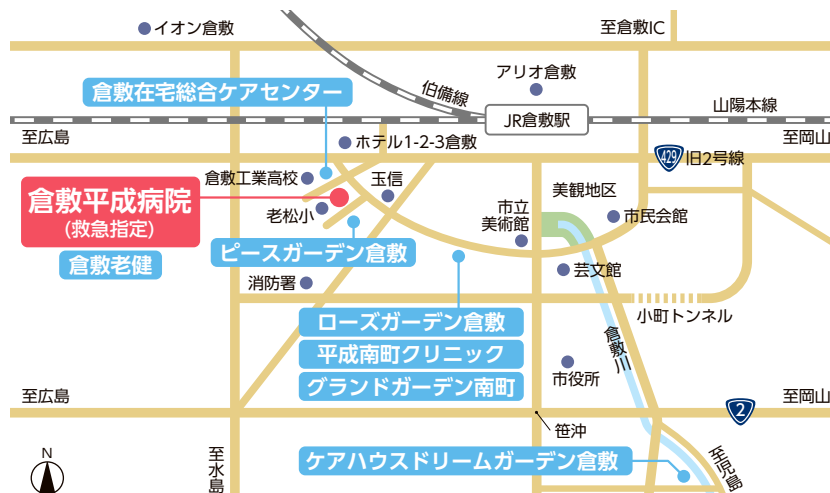 イオン倉敷
至倉敷IC
アリオ倉敷
倉敷在宅総合ケアセンター
伯備線
山陽本線
JR倉敷駅
至広島
至岡山
ホテル1-2-3倉敷
429
旧2号線
倉敷工業高校
玉信
倉敷平成病院
(救急指定)
老松小
市立
美術館
美観地区
市民会館
倉敷老健
ピースガーデン倉敷
消防署
芸文館
ローズガーデン倉敷
小町トンネル
平成南町クリニック
倉敷川
グランドガーデン南町
市役所
至広島
2
至岡山
笹沖
至水島
ケアハウスドリームガーデン倉敷
至児島
N